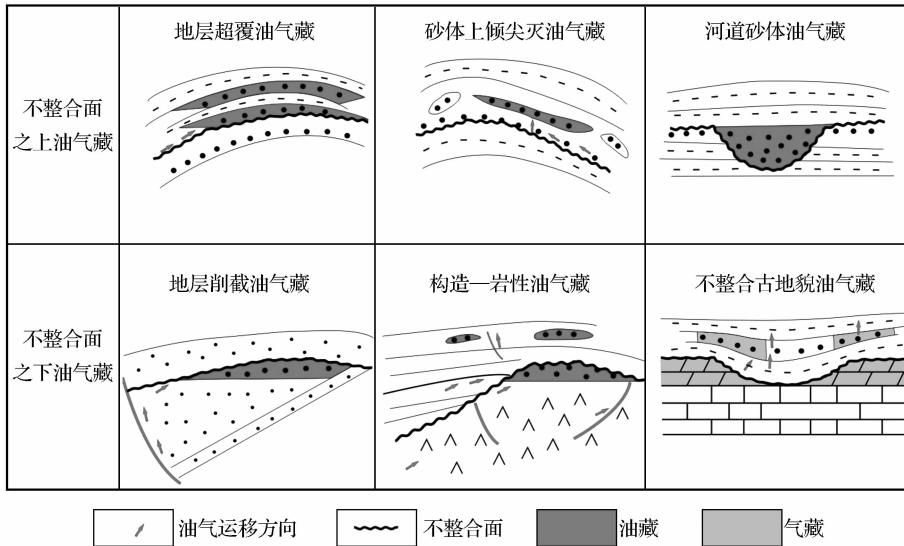 地层超覆油气藏
砂体上倾尖灭油气藏
河道砂体油气藏
不整合面
之上油气藏
地层削截油气藏
构造—岩性油气藏
不整合古地貌油气藏
不整合面
之下油气藏
油气运移方向
不整合面
油藏
气藏